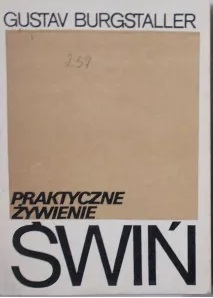 GUSTAV BURGSTALLER
259
PRAKTYCZNE
ŻYWIENIE
ŚWIŃ